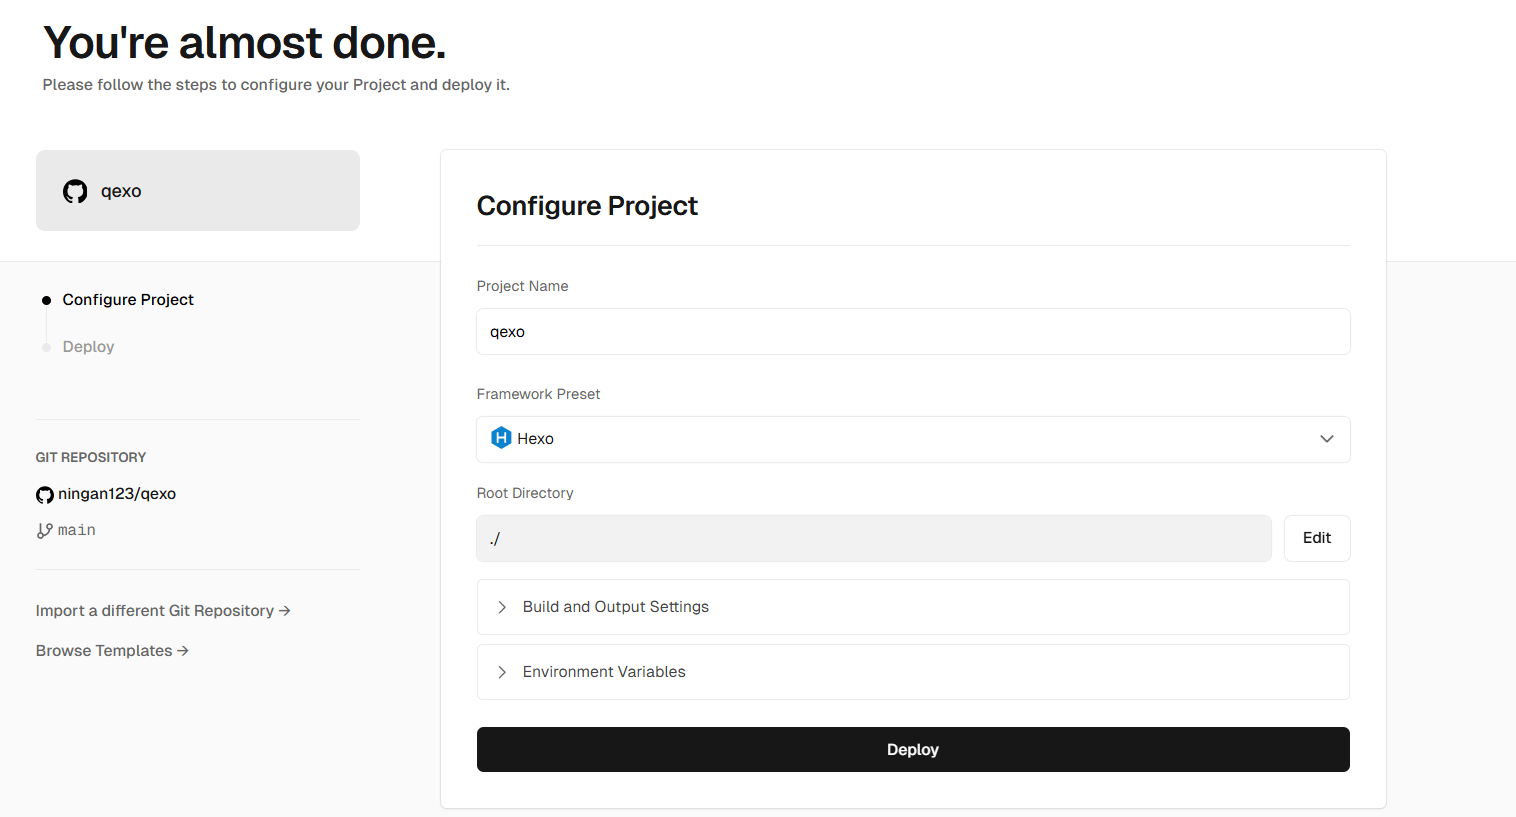 You're almost done.
Please follow the steps to configure your Project and deploy it.
qexo
Configure Project
Deploy
GIT REPOSITORY
ningan123/qexo
main
Import a different Git Repository →
Browse Templates →
Configure Project
Project Name
qexo
Framework Preset
H Hexo
Root Directory
./
Edit
Build and Output Settings
Environment Variables
Deploy